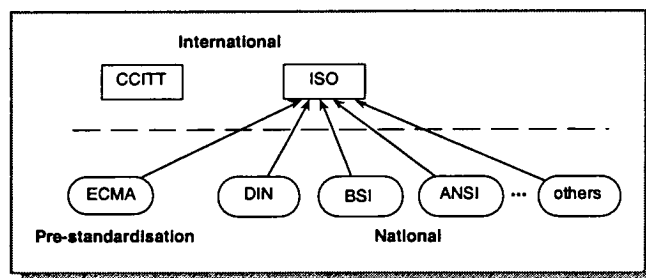 International
CCITT ISO
ECMA DIN BSI ANSI ... others
Pre-standardisation National